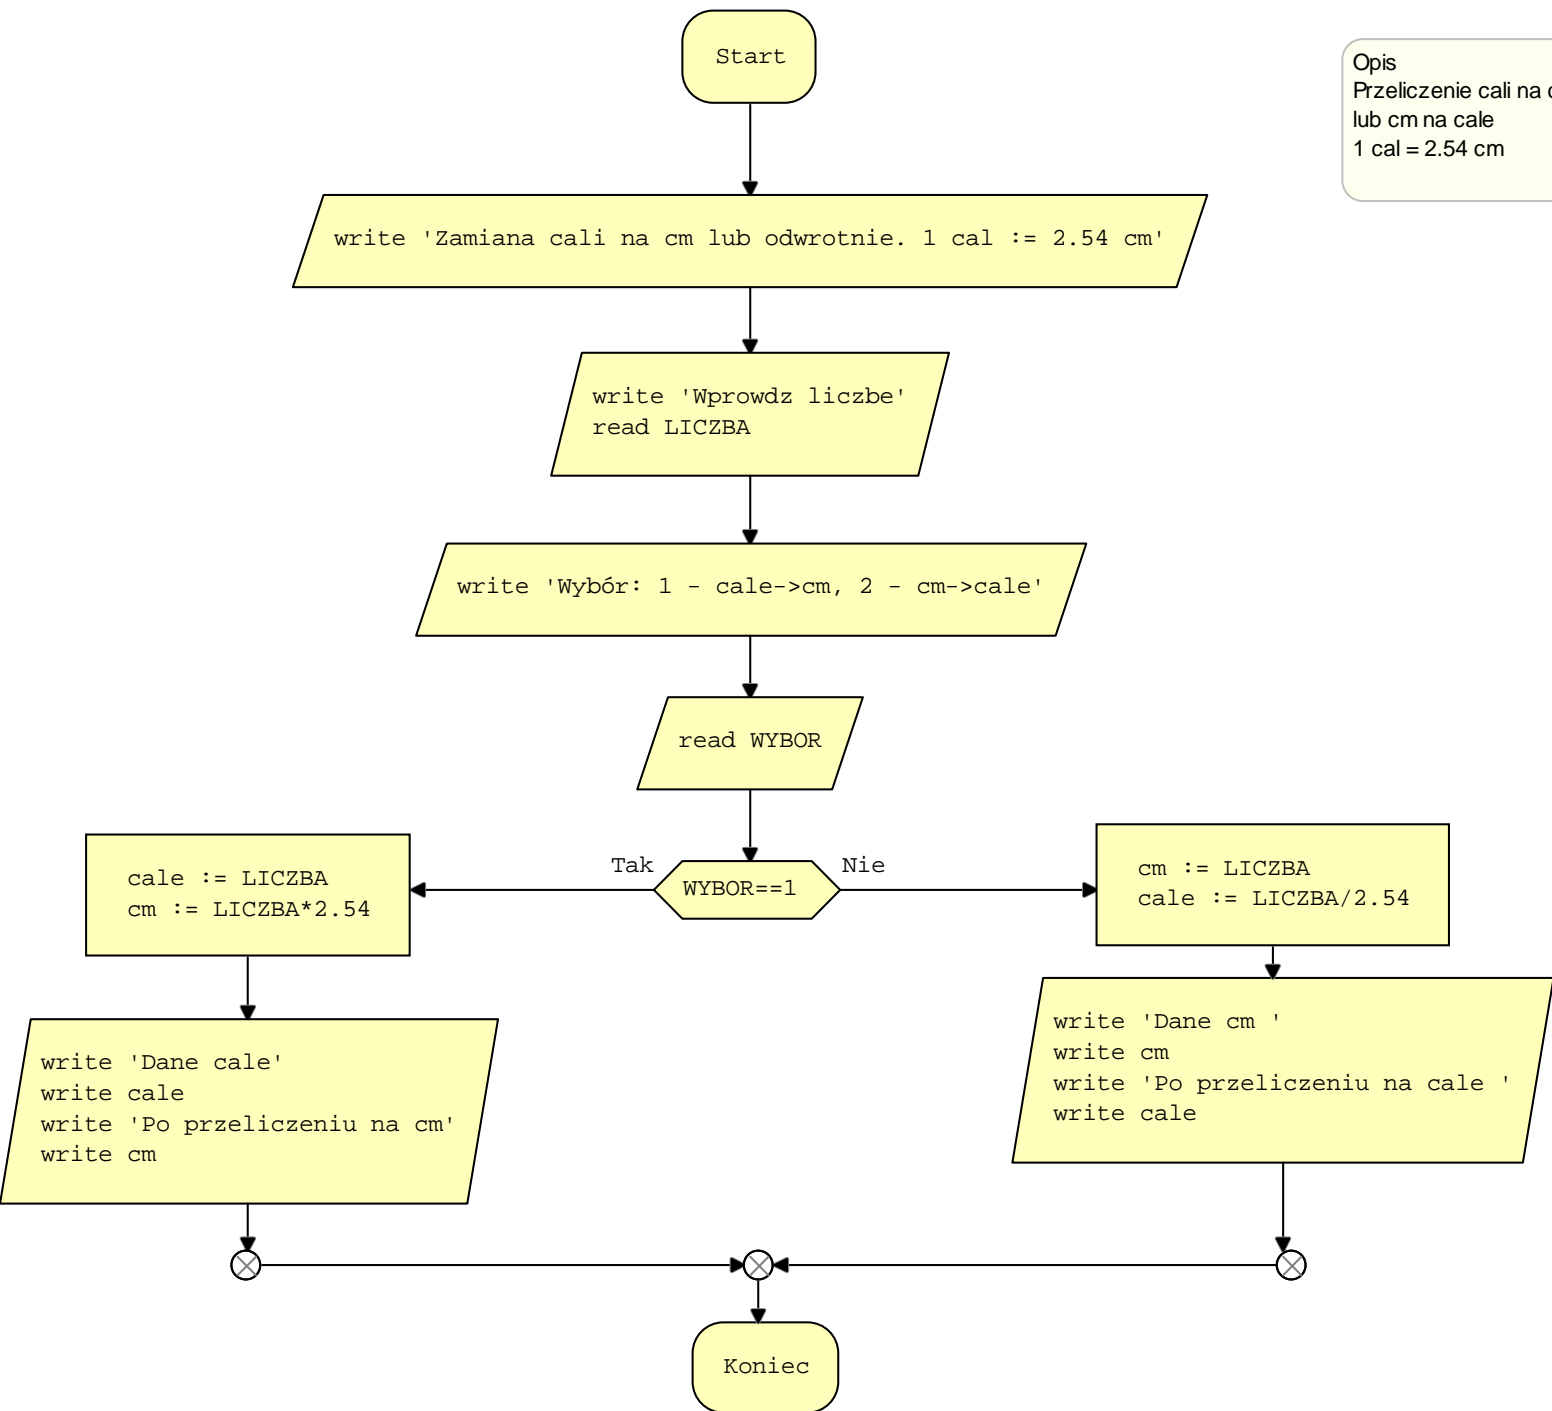 Start
Opis
Przeliczenie cali na
lub cm na cale
1 cal = 2.54 cm
write 'Zamiana cali na cm lub odwrotnie. 1 cal := 2.54 cm'
write 'Wprowdz liczbe'
read LICZBA
write 'Wybór: 1 - cale->cm, 2 - cm->cale'
read WYBOR
Tak
WYBOR==1
Nie
cale := LICZBA
cm := LICZBA*2.54
cm := LICZBA
cale := LICZBA/2.54
write 'Dane cale'
write cale
write 'Po przeliczeniu na cm'
write cm
write 'Dane cm '
write cm
write 'Po przeliczeniu na cale '
write cale
Koniec